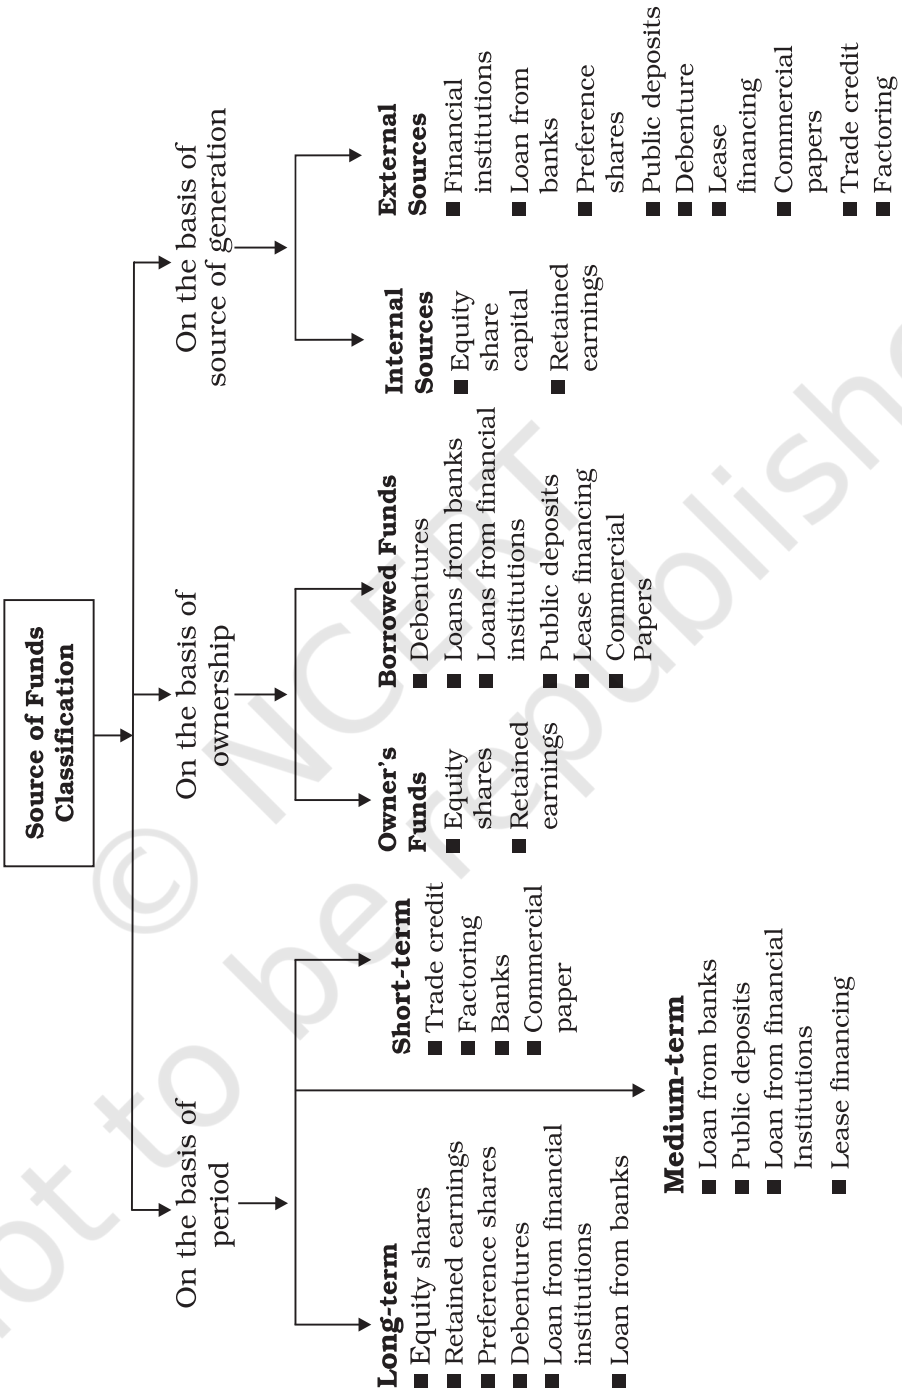 Source of Funds
Classification
On the basis of
period
On the basis of
ownership
On the basis of
source of generation
Long-term
■ Equity shares
■ Retained earnings
■ Preference shares
■ Debentures
■ Loan from financial
institutions
■ Loan from banks
Medium-term
■ Loan from banks
■ Public deposits
■ Loan from financial
Institutions
■ Lease financing
Short-term
■ Trade credit
■ Factoring
■ Banks
■ Commercial
paper
Owner's
Funds
■ Equity
shares
■ Retained
earnings
Borrowed Funds
■ Debentures
■ Loans from banks
■ Loans from financial
institutions
■ Public deposits
■ Lease financing
■ Commercial
Papers
Internal
Sources
■ Equity
share
capital
■ Retained
earnings
External
Sources
■ Financial
institutions
■ Loan from
banks
■ Preference
shares
■ Public deposits
■ Debenture
■ Lease
financing
■ Commercial
papers
■ Trade credit
■ Factoring
© NCERT
not to be republished